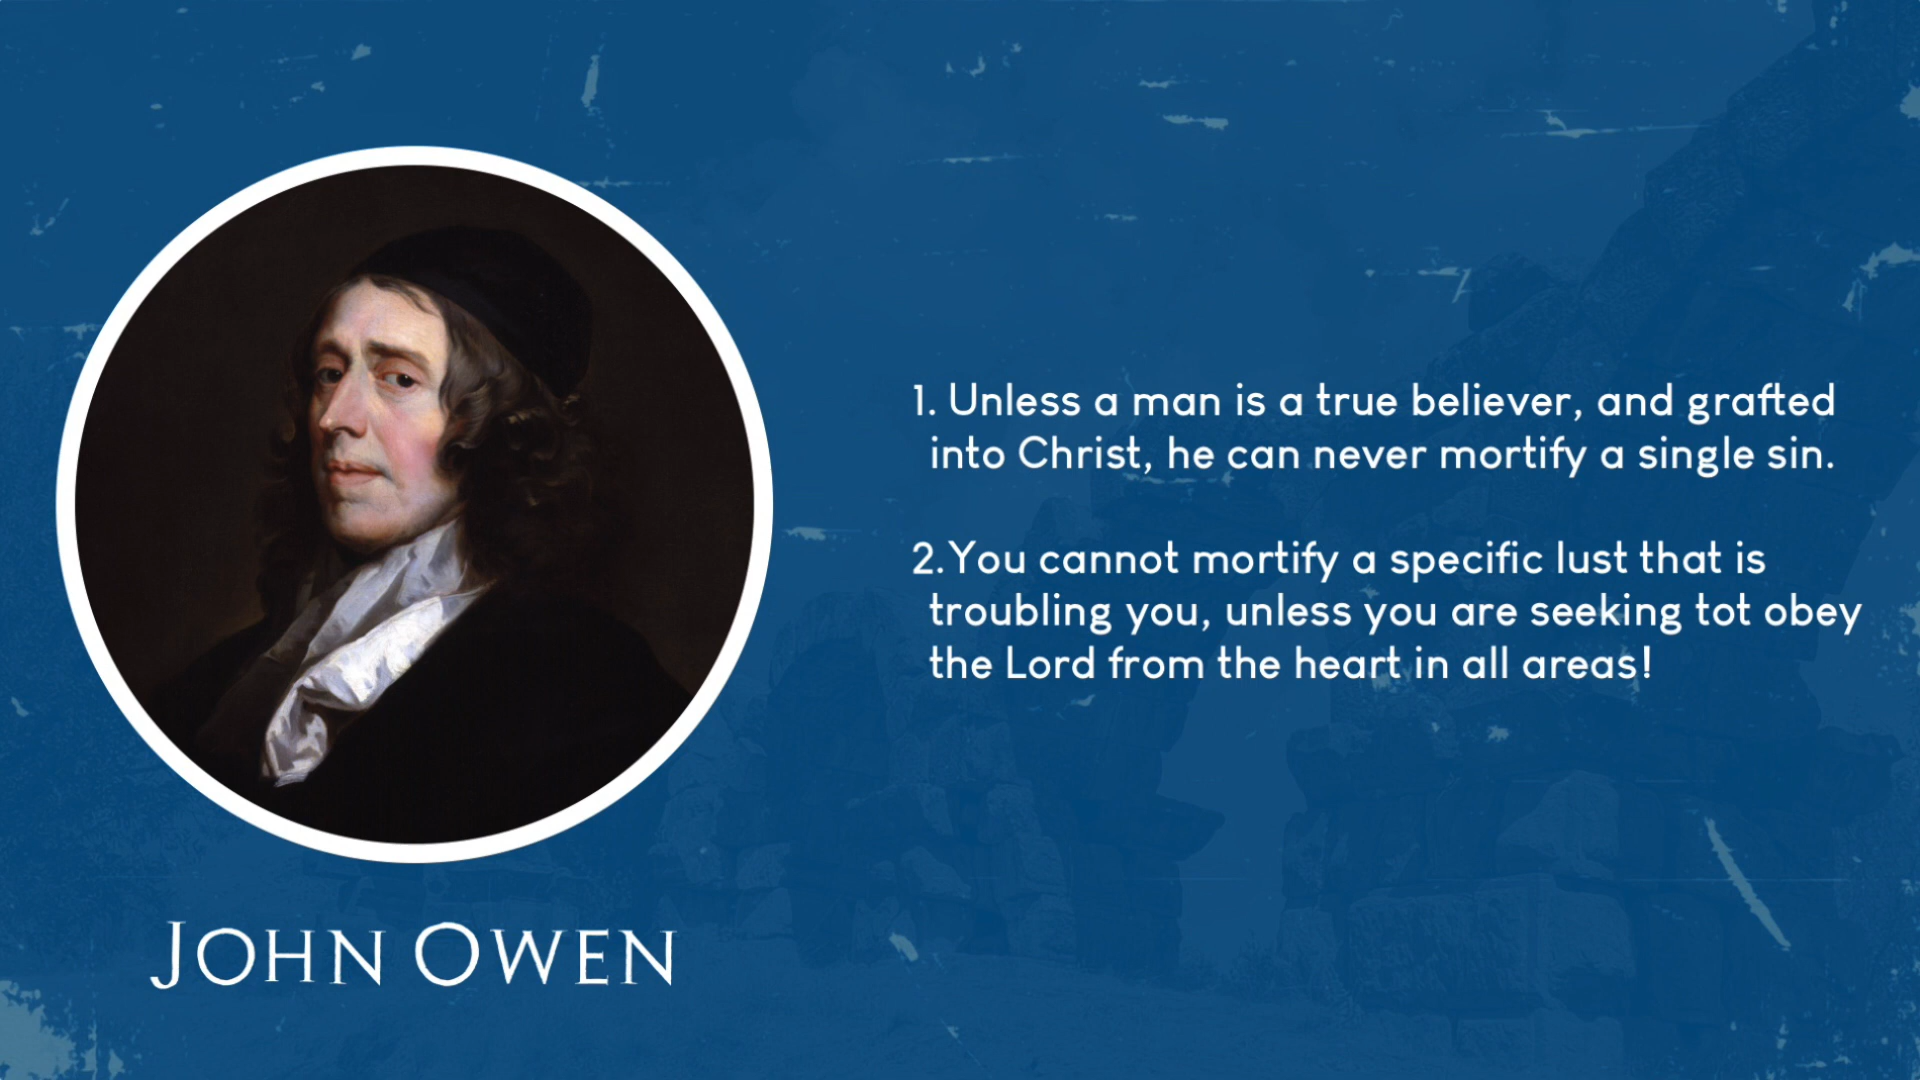 1. Unless a man is a true believer, and grafted
into Christ, he can never mortify a single sin.
2.You cannot mortify a specific lust that is
troubling you, unless you are seeking tot obey
the Lord from the heart in all areas!
John Owen